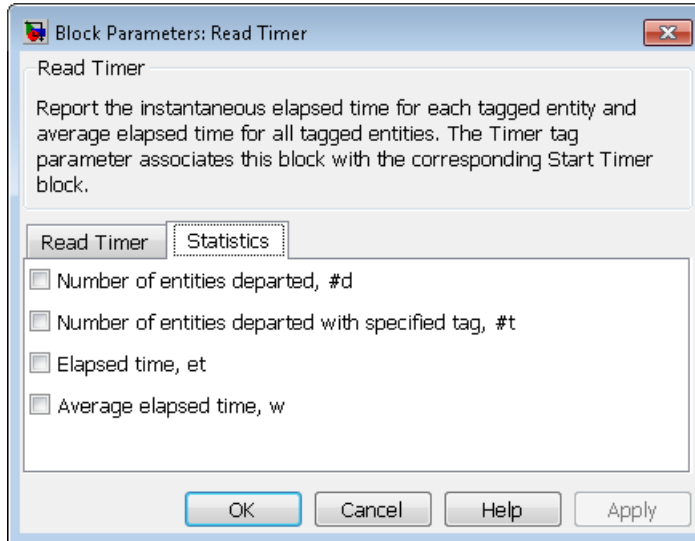 Block Parameters: Read Timer
Read Timer
Report the instantaneous elapsed time for each tagged entity and
average elapsed time for all tagged entities. The Timer tag
parameter associates this block with the corresponding Start Timer
block.
Read Timer Statistics
Number of entities departed, #d
Number of entities departed with specified tag, #t
Elapsed time, et
Average elapsed time, w
OK Cancel Help Apply